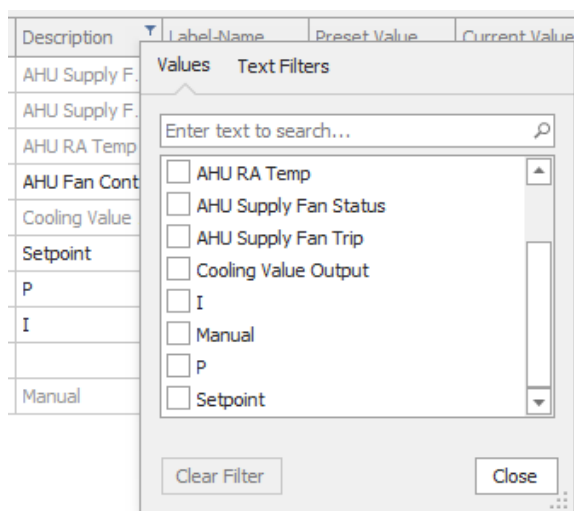 Description Label-Name Preset Value Current Value
AHU Supply F.
AHU Supply F.
AHU RA Temp
AHU Fan Cont
Cooling Value
Setpoint
P
I
Manual
Values Text Filters
Enter text to search...
AHU RA Temp
AHU Supply Fan Status
AHU Supply Fan Trip
Cooling Value Output
I
Manual
P
Setpoint
Clear Filter Close